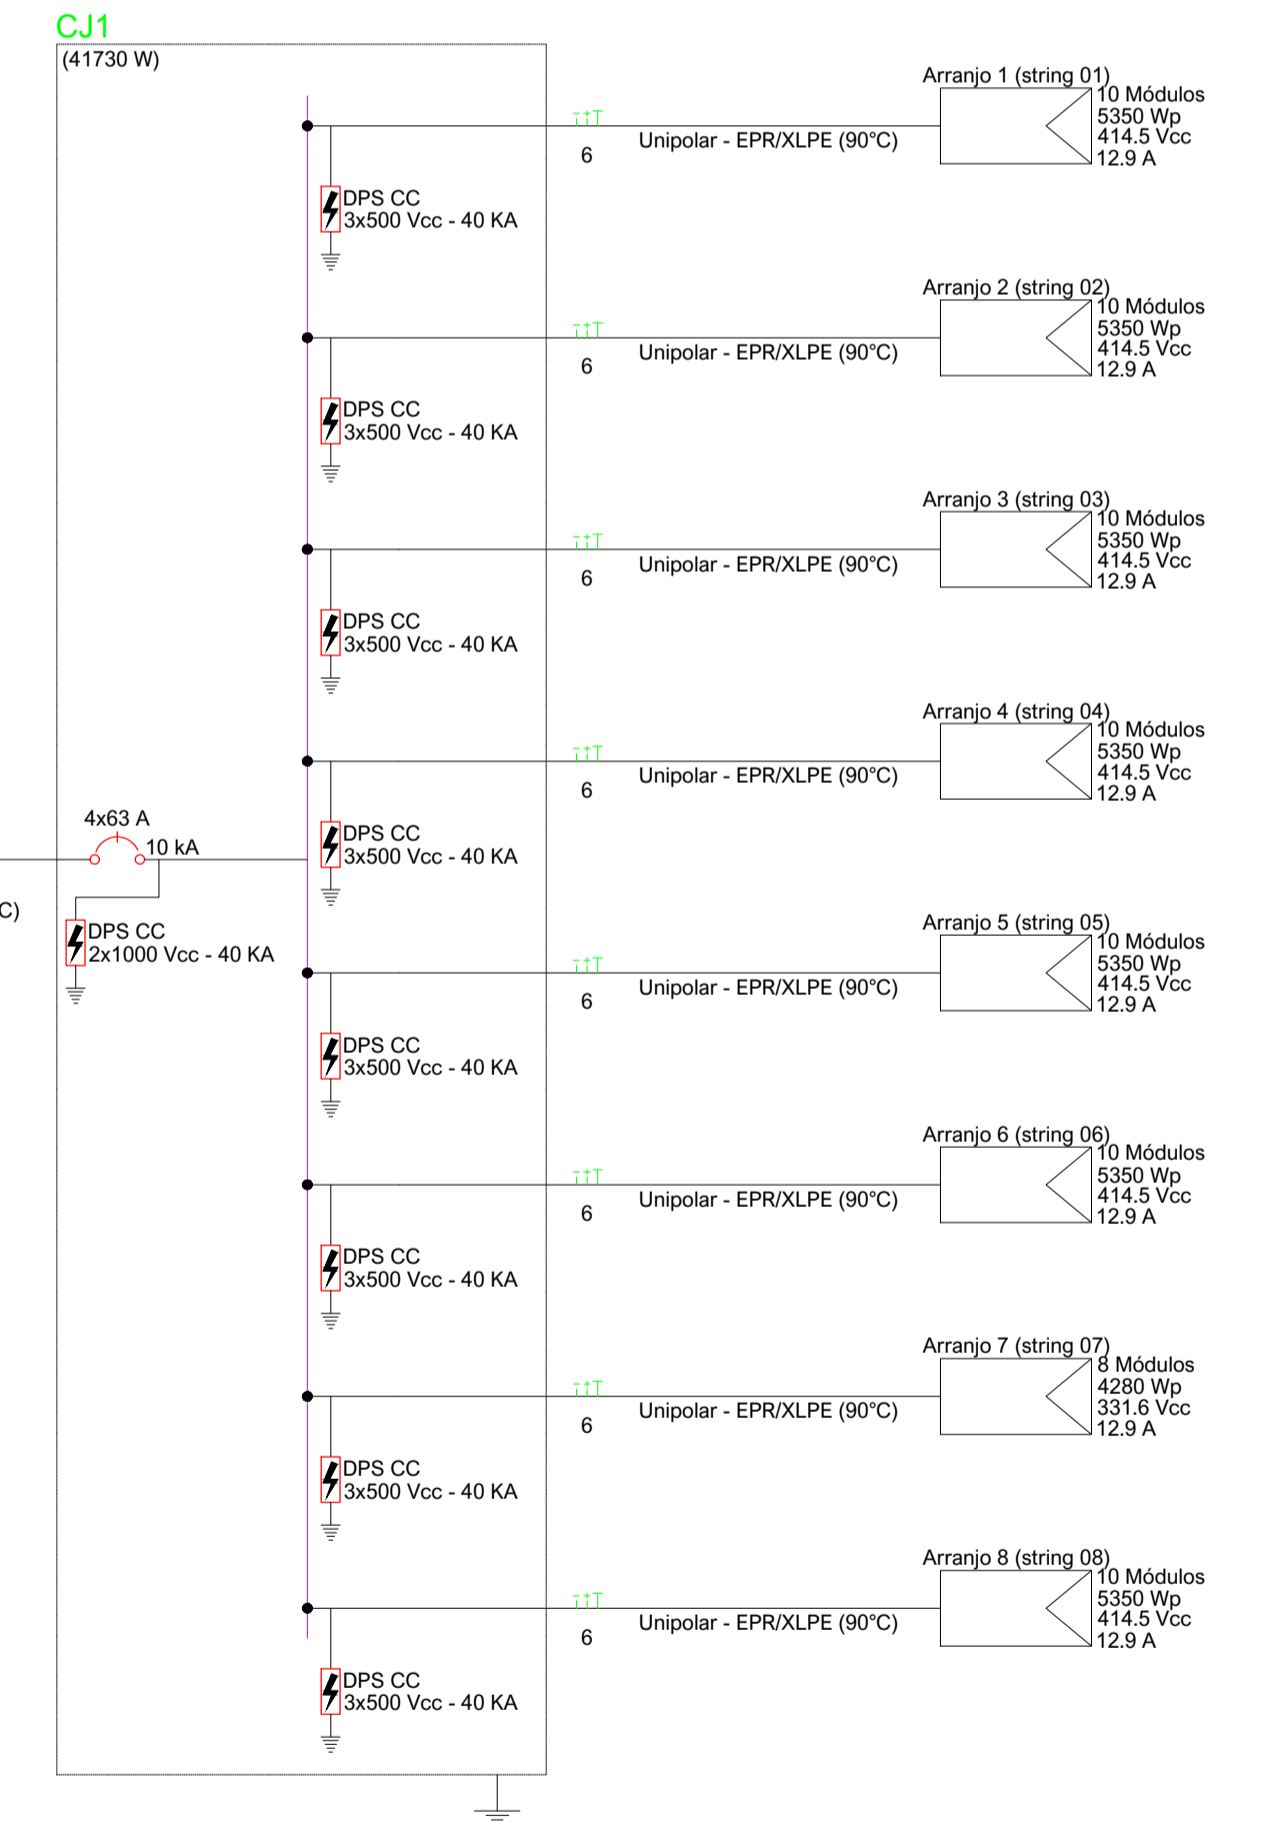 CJ1
(41730 W)
Arranjo 1 (string 01)
10 Módulos
5350 Wp
414.5 Vcc
12.9 A
6
Unipolar - EPR/XLPE (90°C)
DPS CC
3x500 Vcc - 40 KA
Arranjo 2 (string 02)
10 Módulos
5350 Wp
414.5 Vcc
12.9 A
6
Unipolar - EPR/XLPE (90°C)
DPS CC
3x500 Vcc - 40 KA
Arranjo 3 (string 03)
10 Módulos
5350 Wp
414.5 Vcc
12.9 A
6
Unipolar - EPR/XLPE (90°C)
DPS CC
3x500 Vcc - 40 KA
Arranjo 4 (string 04)
10 Módulos
5350 Wp
414.5 Vcc
12.9 A
6
Unipolar - EPR/XLPE (90°C)
DPS CC
3x500 Vcc - 40 KA
4x63 A
10 kA
C)
DPS CC
2x1000 Vcc - 40 KA
Arranjo 5 (string 05)
10 Módulos
5350 Wp
414.5 Vcc
12.9 A
6
Unipolar - EPR/XLPE (90°C)
DPS CC
3x500 Vcc - 40 KA
Arranjo 6 (string 06)
10 Módulos
5350 Wp
414.5 Vcc
12.9 A
6
Unipolar - EPR/XLPE (90°C)
DPS CC
3x500 Vcc - 40 KA
Arranjo 7 (string 07)
8 Módulos
4280 Wp
331.6 Vcc
12.9 A
6
Unipolar - EPR/XLPE (90°C)
DPS CC
3x500 Vcc - 40 KA
Arranjo 8 (string 08)
10 Módulos
5350 Wp
414.5 Vcc
12.9 A
6
Unipolar - EPR/XLPE (90°C)
DPS CC
3x500 Vcc - 40 KA